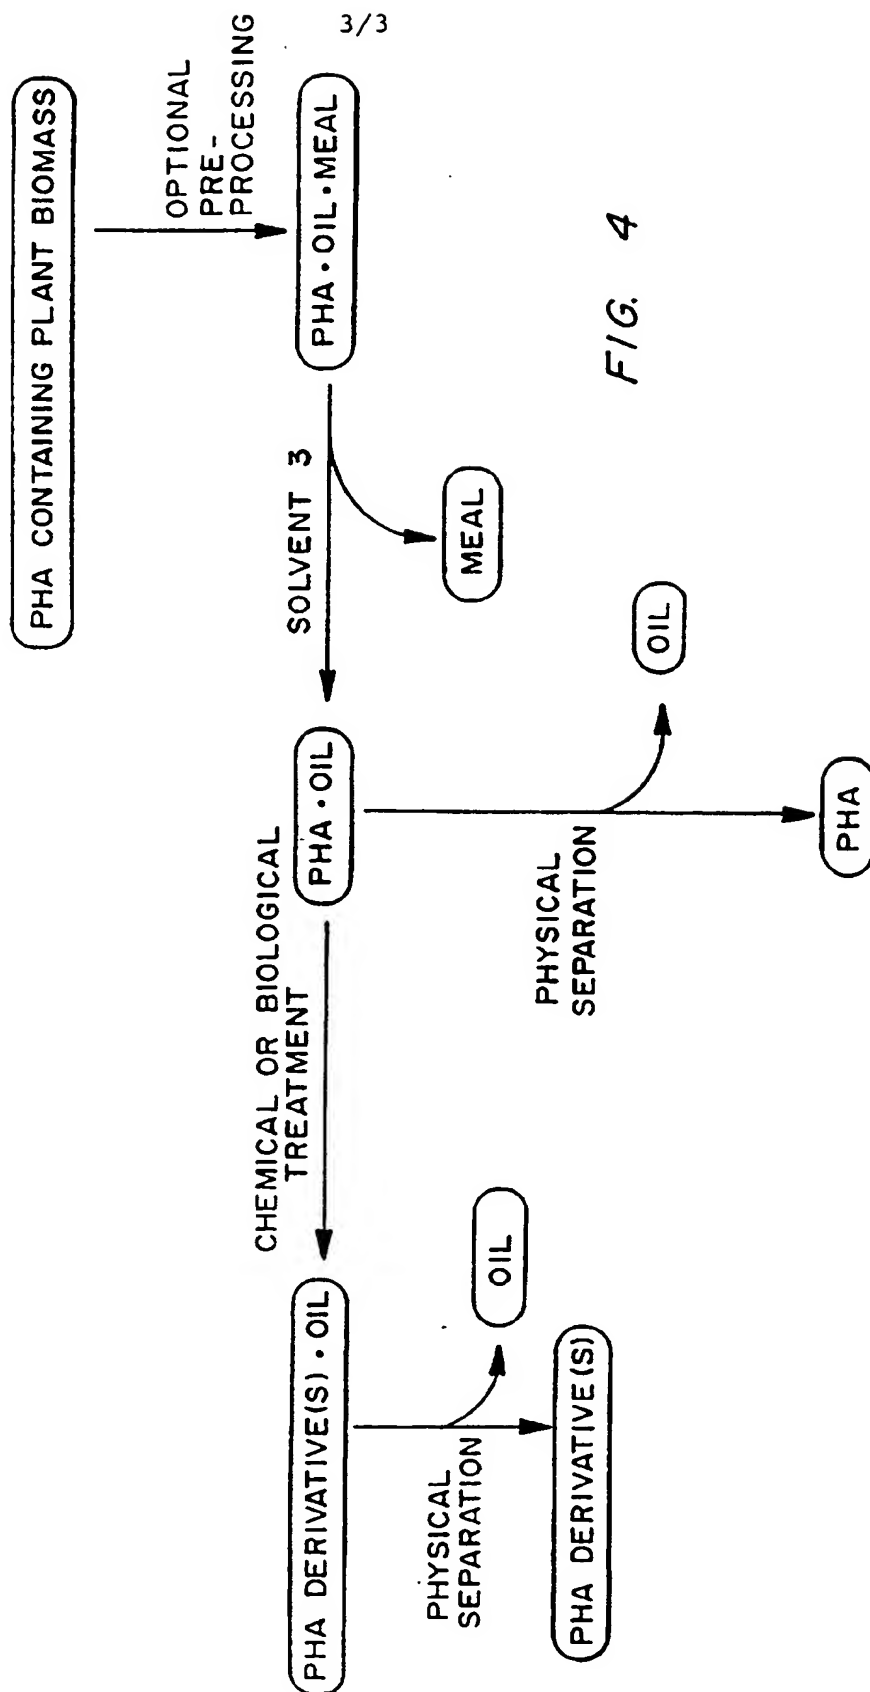 3/3
PHA CONTAINING PLANT BIOMASS
OPTIONAL
PRE-
PROCESSING
PHA • OIL • MEAL
SOLVENT 3
MEAL
PHA • OIL
CHEMICAL OR BIOLOGICAL
TREATMENT
PHYSICAL
SEPARATION
OIL
PHA
PHA DERIVATIVE(S) • OIL
PHYSICAL
SEPARATION
OIL
PHA DERIVATIVE(S)
FIG. 4